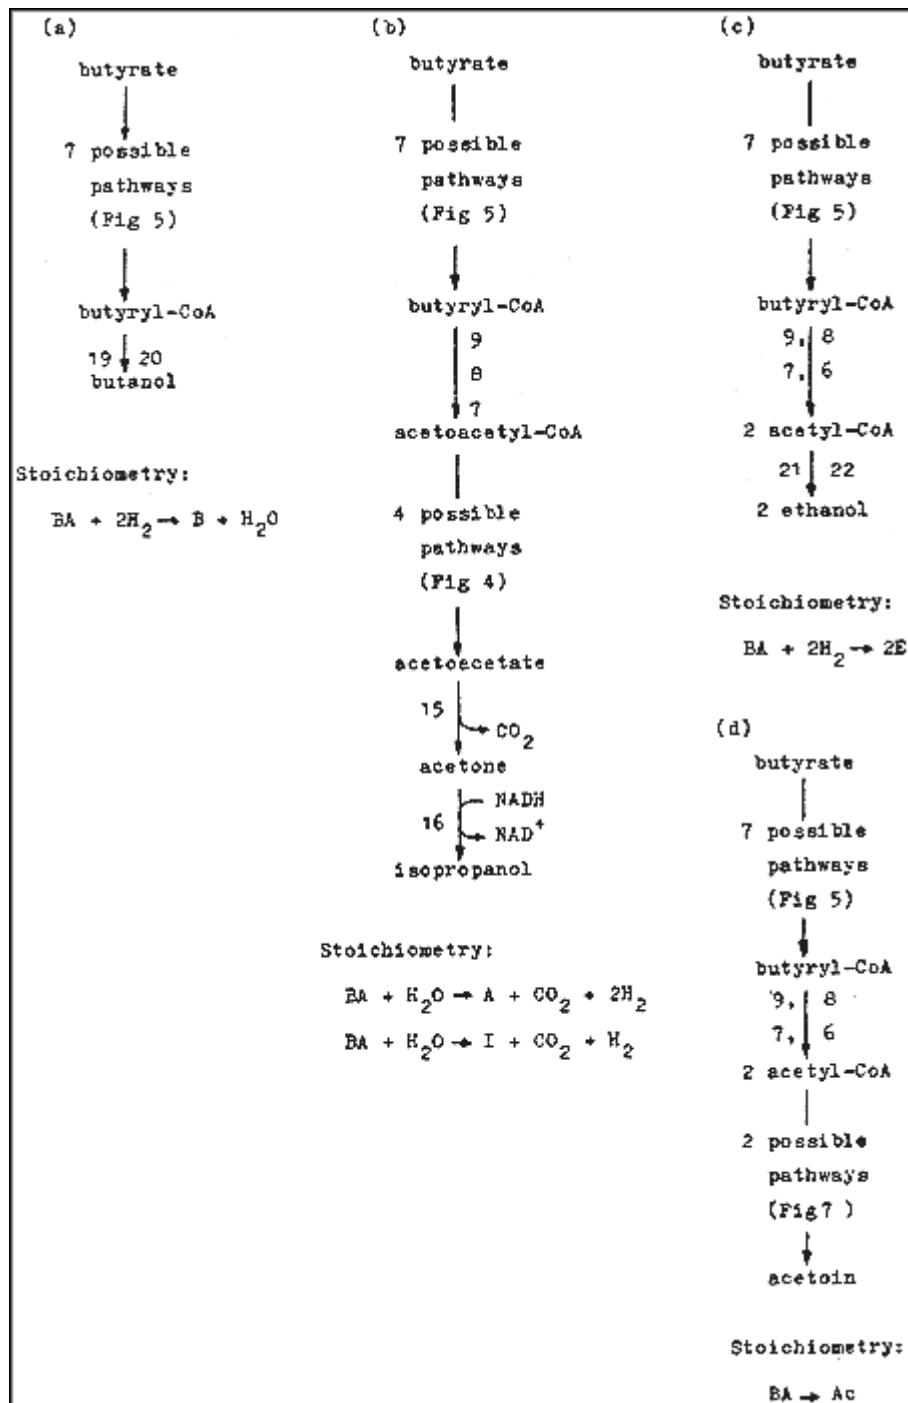 (a)
butyrate
7 possible
pathways
(Fig 5)
butyryl-CoA
19 20
butanol
Stoichiometry:
BA + 2H₂ → B + H₂O
(b)
butyrate
7 possible
pathways
(Fig 5)
butyryl-CoA
9
8
7
acetoacetyl-CoA
4 possible
pathways
(Fig 4)
acetoacetate
15
CO₂
acetone
NADH
16
NAD⁺
isopropanol
Stoichiometry:
BA + H₂O → A + CO₂ + 2H₂
BA + H₂O → I + CO₂ + H₂
(c)
butyrate
7 possible
pathways
(Fig 5)
butyryl-CoA
9, 8
7, 6
2 acetyl-CoA
21 22
2 ethanol
Stoichiometry:
BA + 2H₂ → 2E
(d)
butyrate
7 possible
pathways
(Fig 5)
butyryl-CoA
9, 8
7, 6
2 acetyl-CoA
2 possible
pathways
(Fig7 )
acetoin
Stoichiometry:
BA → Ac